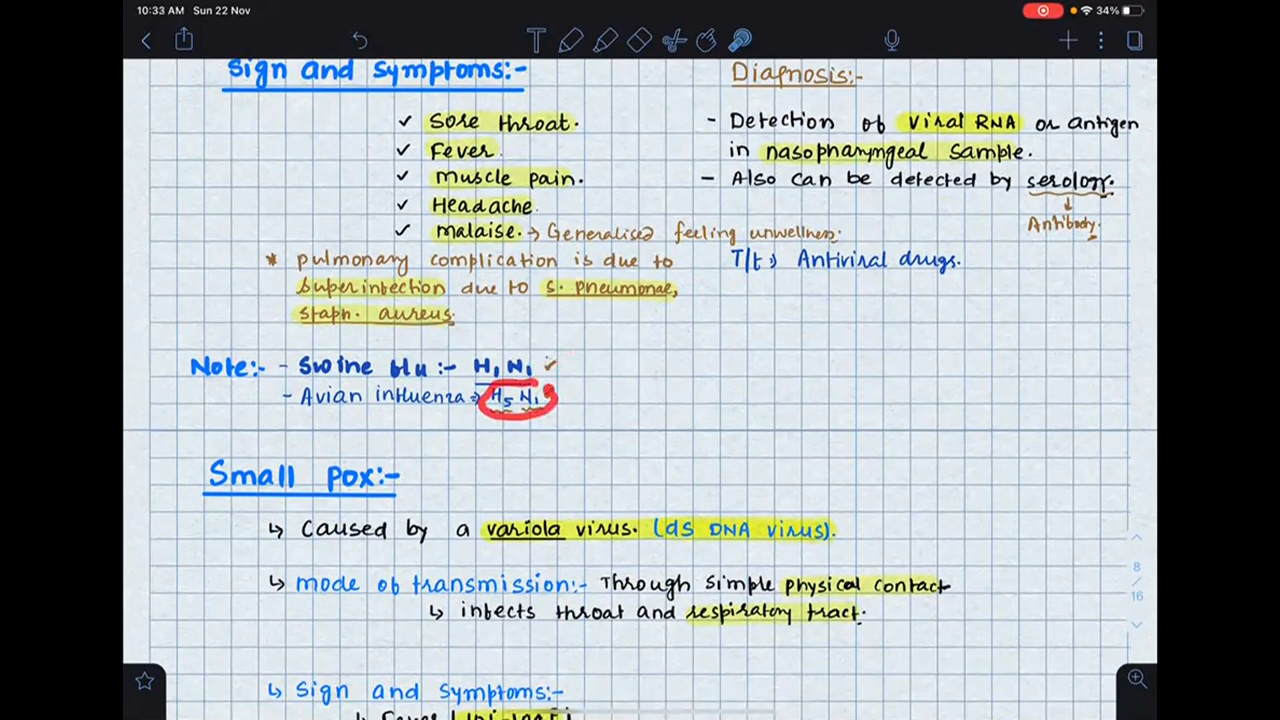 10:33 AM Sun 22 Nov
34%
Sign and Symptoms:-
✓ Sore throat.
✓ Fever.
✓ muscle pain.
✓ Headache.
✓ malaise. → Generalised feeling unwellness.
* pulmonary complication is due to
superinfection due to s. pneumonae,
staph. aureus.
Diagnosis:-
- Detection of viral RNA or antigen
in nasopharyngeal sample.
- Also can be detected by serology.
↓
Antibody.
T/t:) Antiviral drugs.
Note:- - Swine flu :- H1N1 ✓
- Avian influenza → H5N1
Small pox:-
↳ Caused by a variola virus. (ds DNA virus).
↳ mode of transmission:- Through simple physical contact
↳ infects throat and respiratory tract.
↳ Sign and symptoms:-
8
/
16